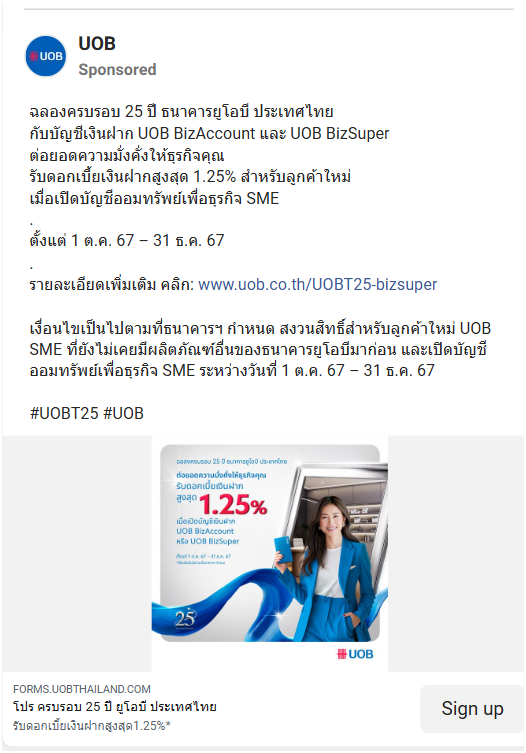 UOB
UOB
Sponsored
ฉลองครบรอบ 25 ปี ธนาคารยูโอบี ประเทศไทย
กับบัญชีเงินฝาก UOB BizAccount และ UOB BizSuper
ต่อยอดความมั่งคั่งให้ธุรกิจคุณ
รับดอกเบี้ยเงินฝากสูงสุด 1.25% สำหรับลูกค้าใหม่
เมื่อเปิดบัญชีออมทรัพย์เพื่อธุรกิจ SME
.
ตั้งแต่ 1 ต.ค. 67 – 31 ธ.ค. 67
.
รายละเอียดเพิ่มเติม คลิก: www.uob.co.th/UOBT25-bizsuper
เงื่อนไขเป็นไปตามที่ธนาคารฯ กำหนด สงวนสิทธิ์สำหรับลูกค้าใหม่ UOB
SME ที่ยังไม่เคยมีผลิตภัณฑ์อื่นของธนาคารยูโอบีมาก่อน และเปิดบัญชี
ออมทรัพย์เพื่อธุรกิจ SME ระหว่างวันที่ 1 ต.ค. 67 – 31 ธ.ค. 67
#UOBT25 #UOB
ฉลองครบรอบ 25 ปี ธนาคารยูโอบี ประเทศไทย
ต่อยอดความมั่งคั่งให้ธุรกิจคุณ
รับดอกเบี้ยเงินฝาก
สูงสุด 1.25%
เมื่อเปิดบัญชีเงินฝาก
UOB BizAccount
หรือ UOB BizSuper
ตั้งแต่ 1 ต.ค. 67 – 31 ธ.ค. 67
25
UOB
FORMS.UOBTHAILAND.COM
โปร ครบรอบ 25 ปี ยูโอบี ประเทศไทย
รับดอกเบี้ยเงินฝากสูงสุด1.25%*
Sign up